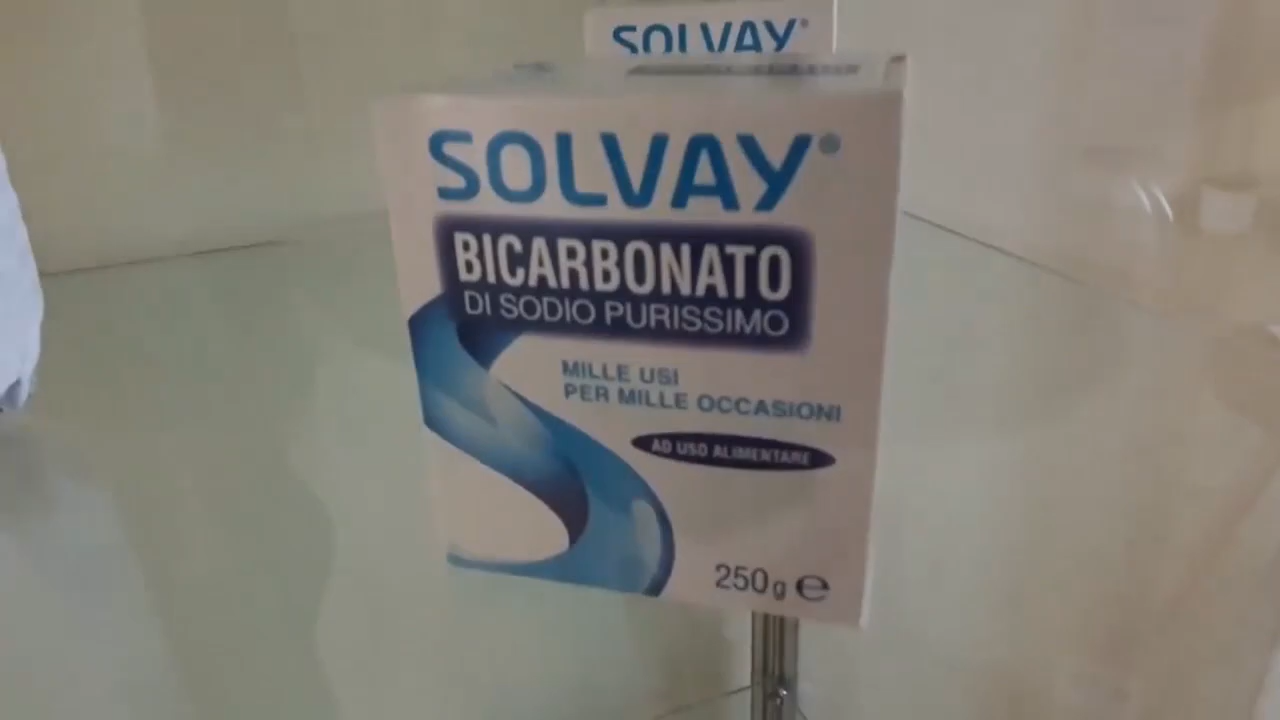 SOLVAY
SOLVAY
BICARBONATO
DI SODIO PURISSIMO
MILLE USI
PER MILLE OCCASIONI
AD USO ALIMENTARE
250g e